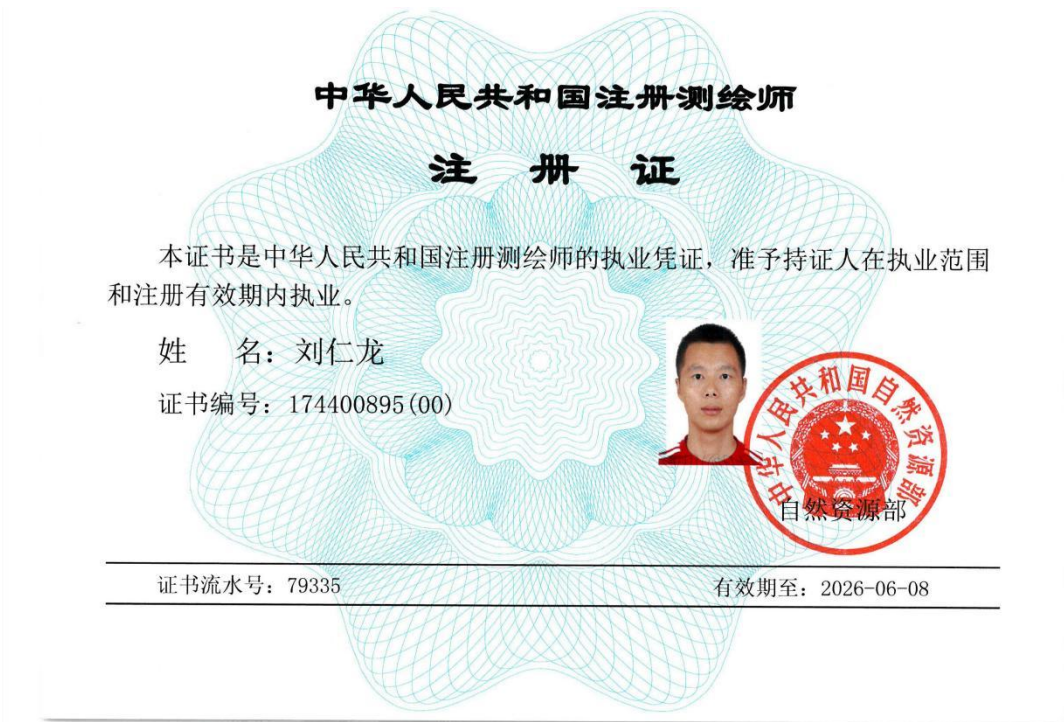 中华人民共和国注册测绘师
注 册 证
本证书是中华人民共和国注册测绘师的执业凭证，准予持证人在执业范围
和注册有效期内执业。
姓 名：刘仁龙
证书编号：174400895(00)
中华人民共和国自然资源部
自然资源部
证书流水号：79335 有效期至：2026-06-08